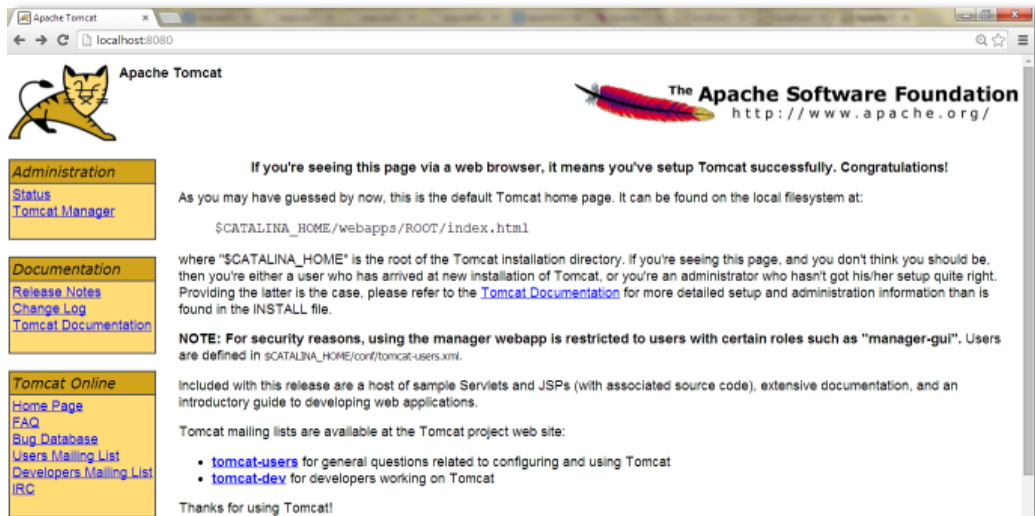 Apache Tomcat
localhost:8080
Apache Tomcat
The Apache Software Foundation
http://www.apache.org/
Administration
Status
Tomcat Manager
Documentation
Release Notes
Change Log
Tomcat Documentation
Tomcat Online
Home Page
FAQ
Bug Database
Users Mailing List
Developers Mailing List
IRC
If you're seeing this page via a web browser, it means you've setup Tomcat successfully. Congratulations!
As you may have guessed by now, this is the default Tomcat home page. It can be found on the local filesystem at:
$CATALINA_HOME/webapps/ROOT/index.html
where "$CATALINA_HOME" is the root of the Tomcat installation directory. If you're seeing this page, and you don't think you should be,
then you're either a user who has arrived at new installation of Tomcat, or you're an administrator who hasn't got his/her setup quite right.
Providing the latter is the case, please refer to the Tomcat Documentation for more detailed setup and administration information than is
found in the INSTALL file.
NOTE: For security reasons, using the manager webapp is restricted to users with certain roles such as "manager-gui". Users
are defined in $CATALINA_HOME/conf/tomcat-users.xml.
Included with this release are a host of sample Servlets and JSPs (with associated source code), extensive documentation, and an
introductory guide to developing web applications.
Tomcat mailing lists are available at the Tomcat project web site:
• tomcat-users for general questions related to configuring and using Tomcat
• tomcat-dev for developers working on Tomcat
Thanks for using Tomcat!